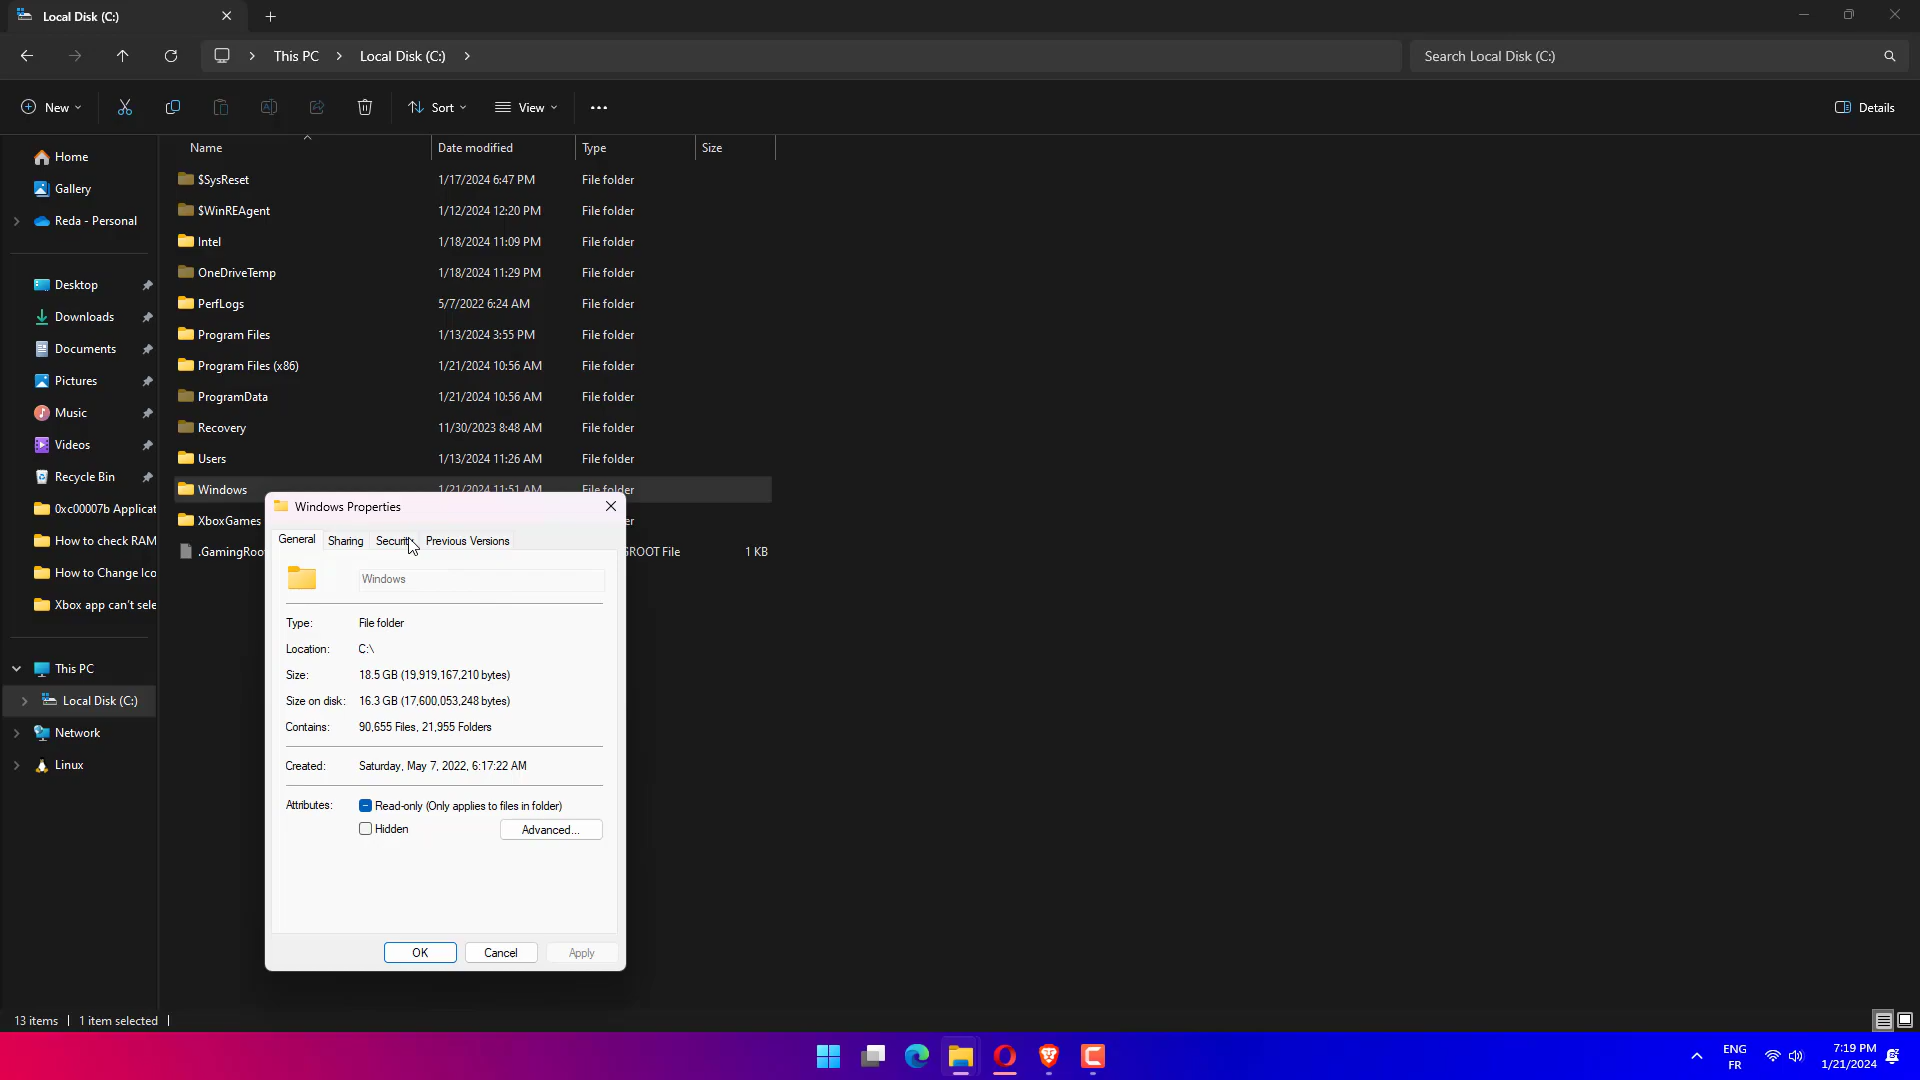 Local Disk (C:)
This PC > Local Disk (C:) >
Search Local Disk (C:)
New
Sort
View
Details
Name
Date modified
Type
Size
Home
Gallery
Reda - Personal
Desktop
Downloads
Documents
Pictures
Music
Videos
Recycle Bin
0xc00007b Applicat
How to check RAM
How to Change Ico
Xbox app can't sele
This PC
Local Disk (C:)
Network
Linux
$SysReset 1/17/2024 6:47 PM File folder
$WinREAgent 1/12/2024 12:20 PM File folder
Intel 1/18/2024 11:09 PM File folder
OneDriveTemp 1/18/2024 11:29 PM File folder
PerfLogs 5/7/2022 6:24 AM File folder
Program Files 1/13/2024 3:55 PM File folder
Program Files (x86) 1/21/2024 10:56 AM File folder
ProgramData 1/21/2024 10:56 AM File folder
Recovery 11/30/2023 8:48 AM File folder
Users 1/13/2024 11:26 AM File folder
Windows 1/21/2024 11:51 AM File folder
XboxGames er
.GamingRoo GROOT File 1 KB
Windows Properties
General Sharing Security Previous Versions
Windows
Type: File folder
Location: C:\
Size: 18.5 GB (19,919,167,210 bytes)
Size on disk: 16.3 GB (17,600,053,248 bytes)
Contains: 90,655 Files, 21,955 Folders
Created: Saturday, May 7, 2022, 6:17:22 AM
Attributes: Read-only (Only applies to files in folder)
Hidden Advanced...
OK Cancel Apply
13 items | 1 item selected |
ENG
FR
7:19 PM
1/21/2024